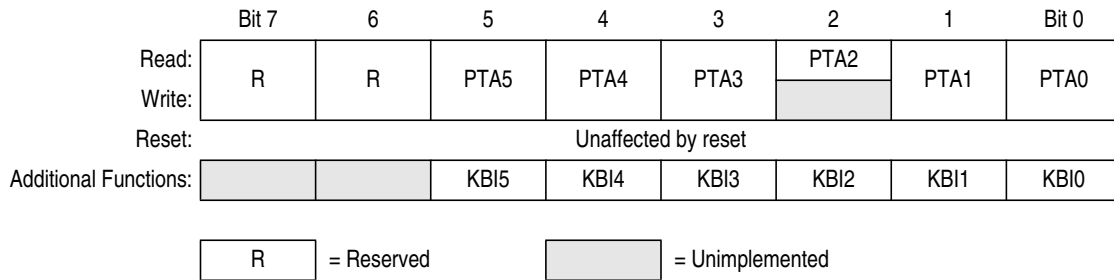 Bit 7 6 5 4 3 2 1 Bit 0
Read: R R PTA5 PTA4 PTA3 PTA2 PTA1 PTA0
Write:
Reset: Unaffected by reset
Additional Functions: KBI5 KBI4 KBI3 KBI2 KBI1 KBI0
R = Reserved = Unimplemented